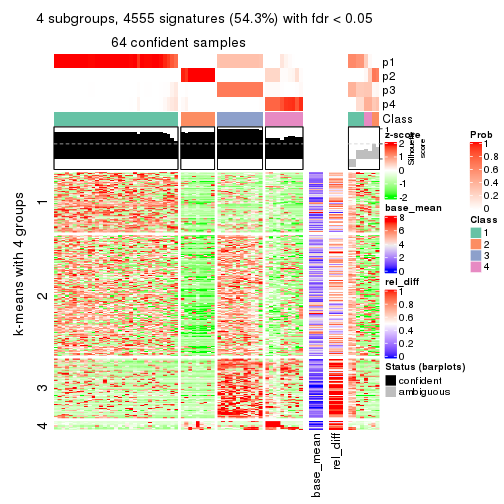 4 subgroups, 4555 signatures (54.3%) with fdr < 0.05
64 confident samples
p1
p2
p3
p4
Class
1
Silhouette
score
k-means with 4 groups
1
2
3
4
base_mean
rel_diff
z-score
2
1
0
-1
-2
base_mean
8
6
4
2
0
rel_diff
1
0.8
0.6
0.4
0.2
0
Status (barplots)
confident
ambiguous
Prob
1
0.8
0.6
0.4
0.2
0
Class
1
2
3
4